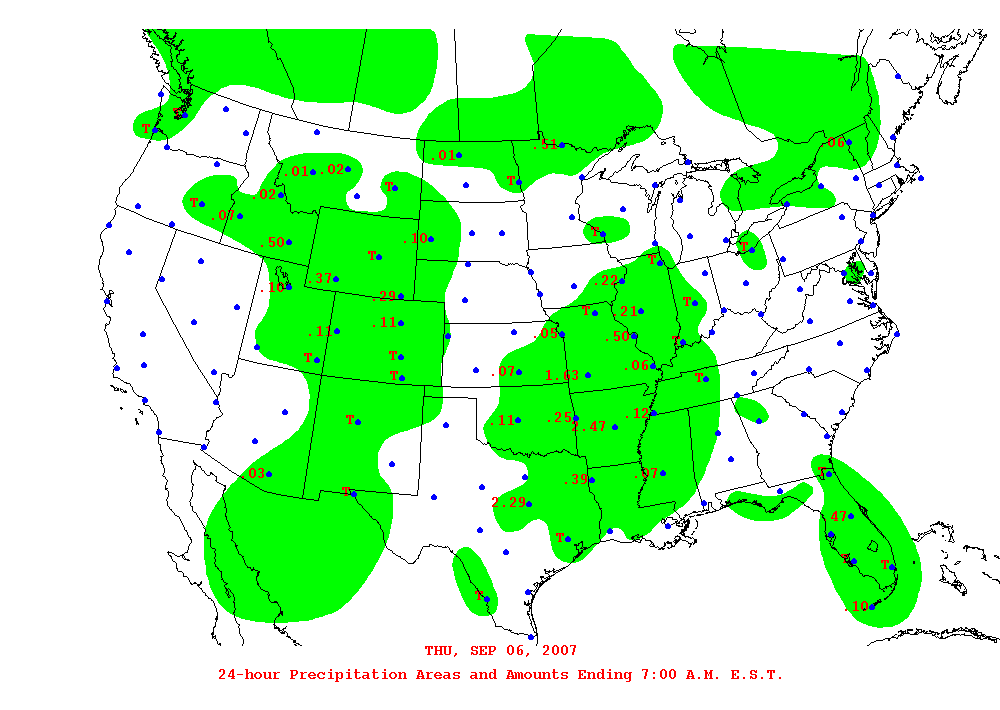 T
.51
.06
.01
T
.01
.02
T
.02
T
.07
T
.10
T
.50
T
T
.37
.10
.22
.29
T
T
.21
.11
.11
.05
.50
T
T
T
.06
.07
1.63
T
T
.12
.11
.25
T
2.47
.03
.39
.97
T
T
2.29
.47
T
T
T
T
.10
THU, SEP 06, 2007
24-hour Precipitation Areas and Amounts Ending 7:00 A.M. E.S.T.